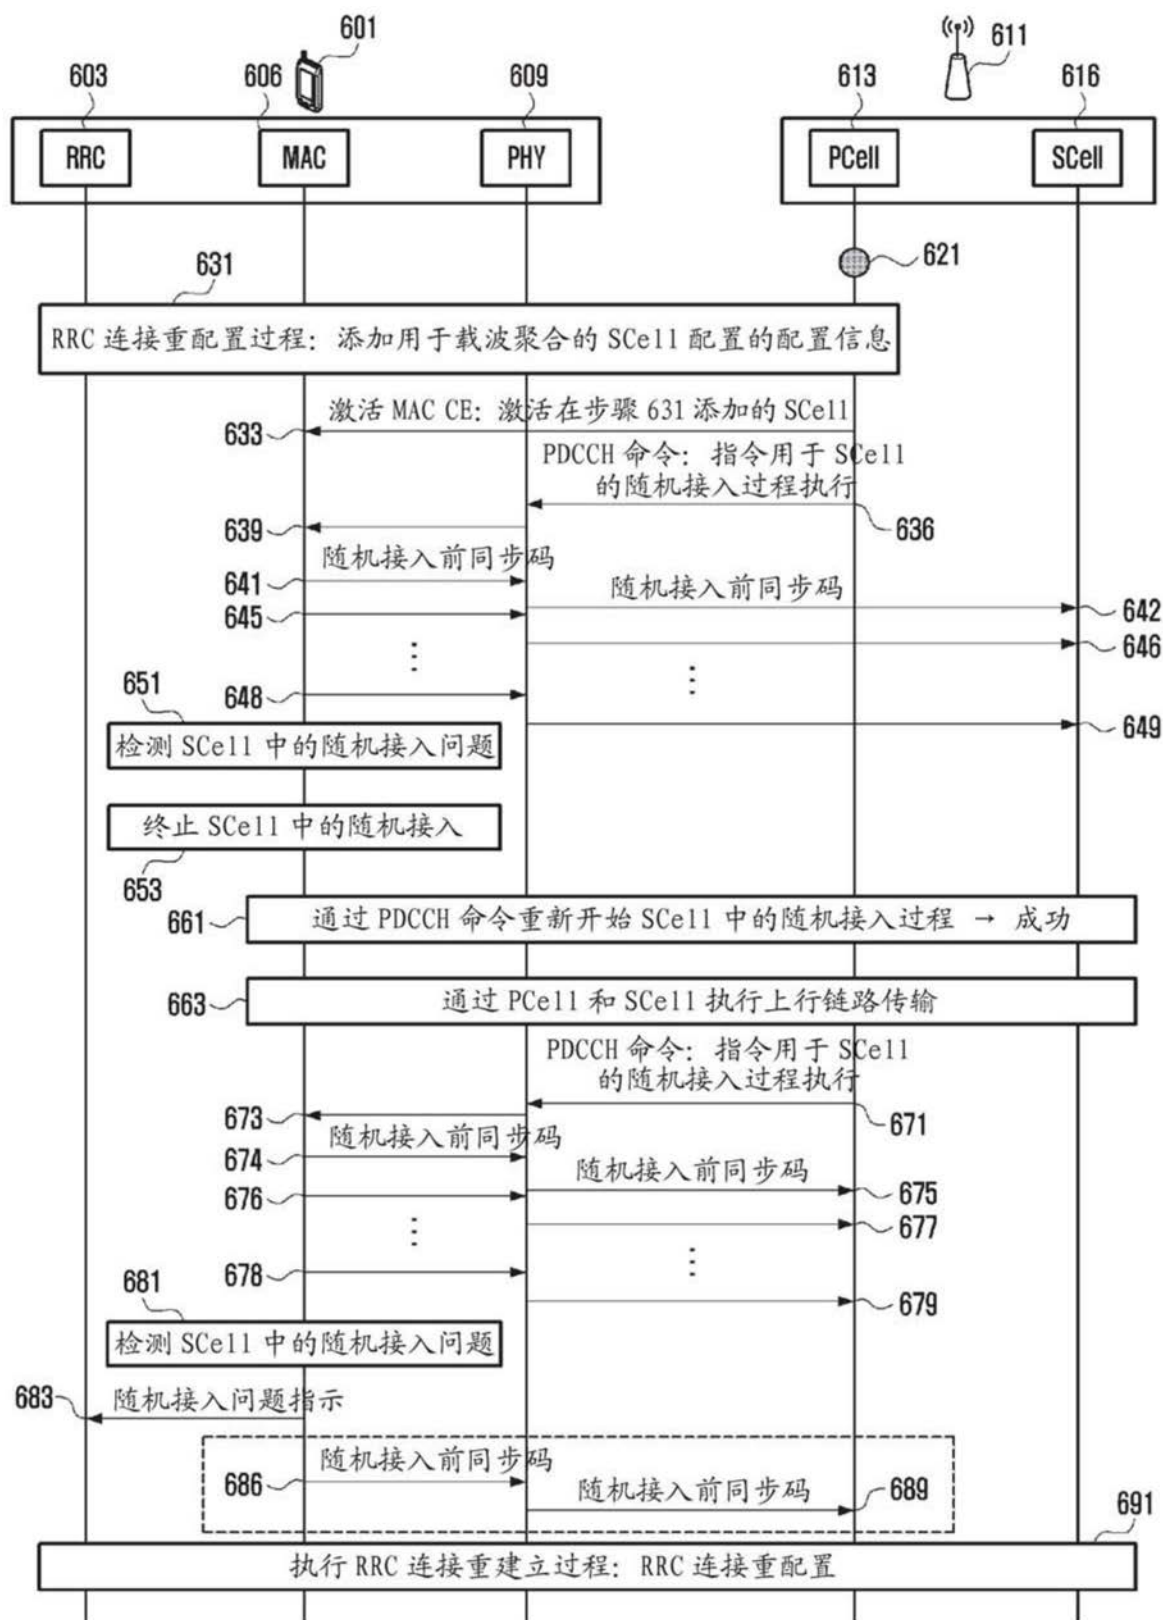 601
611
603
606
609
613
616
RRC
MAC
PHY
PCell
SCell
621
631
RRC 连接重配置过程: 添加用于载波聚合的 SCell 配置的配置信息
激活 MAC CE: 激活在步骤 631 添加的 SCell
633
PDCCH 命令: 指令用于 SCell
的随机接入过程执行
639
636
随机接入前同步码
641
随机接入前同步码
645
642
646
651
648
649
检测 SCell 中的随机接入问题
终止 SCell 中的随机接入
653
661
通过 PDCCH 命令重新开始 SCell 中的随机接入过程 → 成功
663
通过 PCell 和 SCell 执行上行链路传输
PDCCH 命令: 指令用于 SCell
的随机接入过程执行
673
671
随机接入前同步码
674
随机接入前同步码
676
675
677
678
681
679
检测 SCell 中的随机接入问题
683
随机接入问题指示
随机接入前同步码
686
随机接入前同步码
689
691
执行 RRC 连接重建立过程: RRC 连接重配置